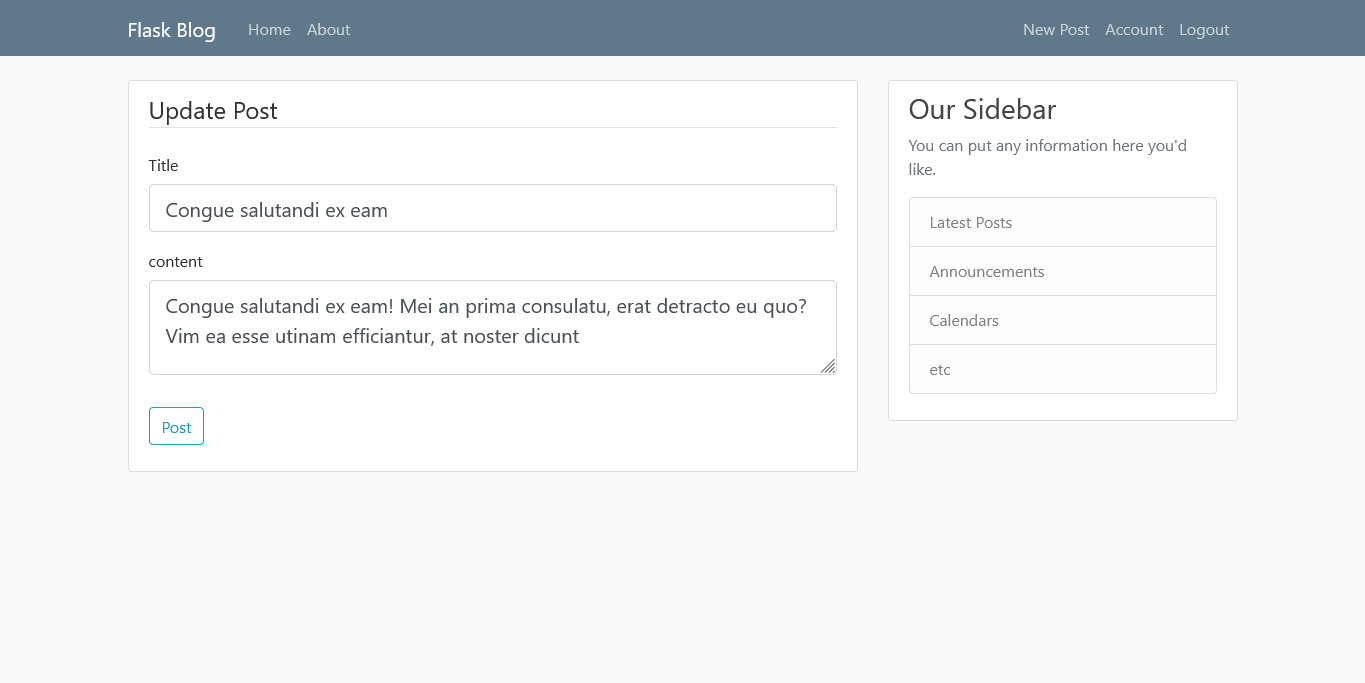 Flask Blog Home About New Post Account Logout
Update Post
Title
Congue salutandi ex eam
content
Congue salutandi ex eam! Mei an prima consulatu, erat detracto eu quo?
Vim ea esse utinam efficiantur, at noster dicunt
Post
Our Sidebar
You can put any information here you'd
like.
Latest Posts
Announcements
Calendars
etc